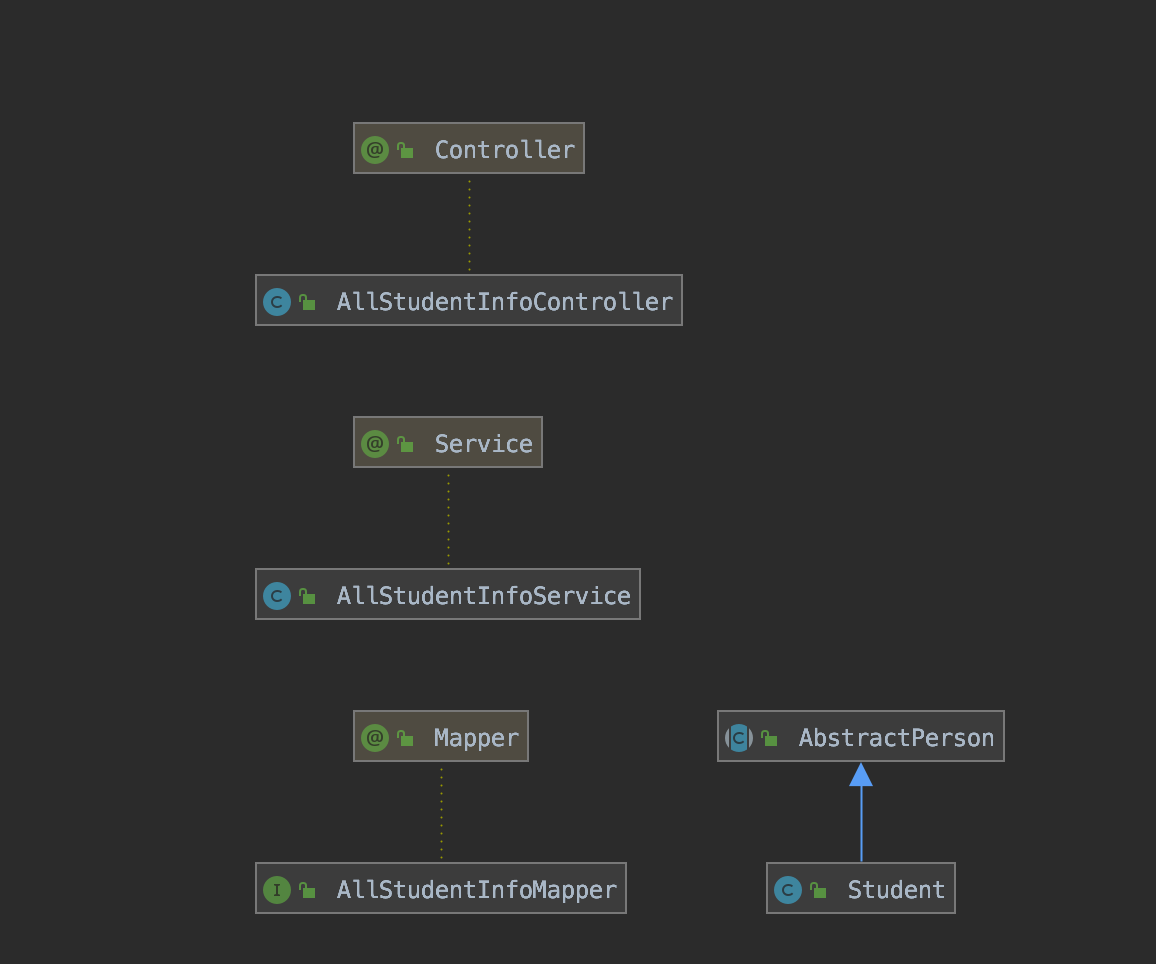 @ Controller
C AllStudentInfoController
@ Service
C AllStudentInfoService
@ Mapper
C AbstractPerson
I AllStudentInfoMapper
C Student